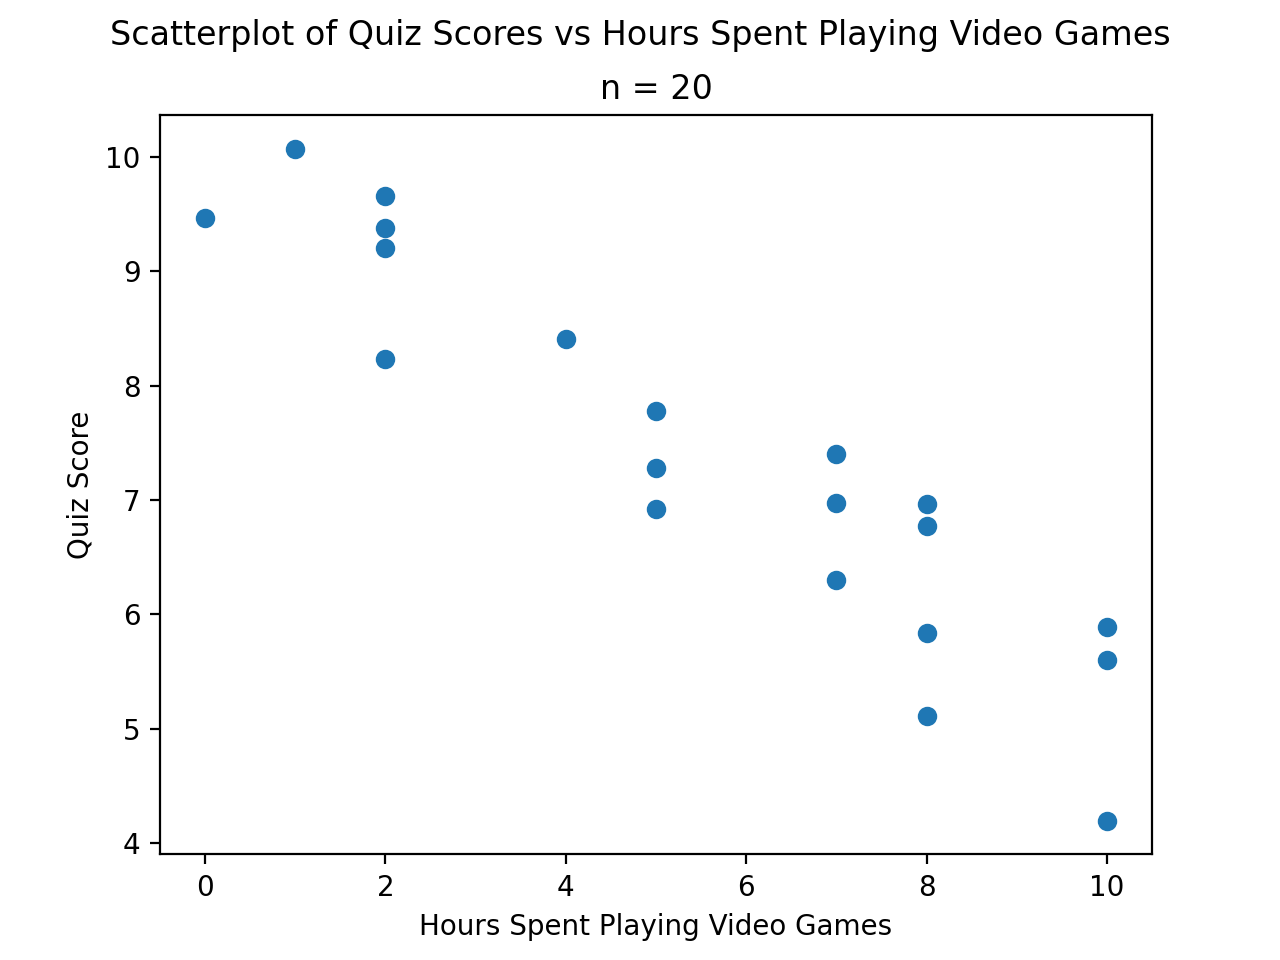 Scatterplot of Quiz Scores vs Hours Spent Playing Video Games
n = 20
10
9
8
7
6
5
4
Quiz Score
0 2 4 6 8 10
Hours Spent Playing Video Games